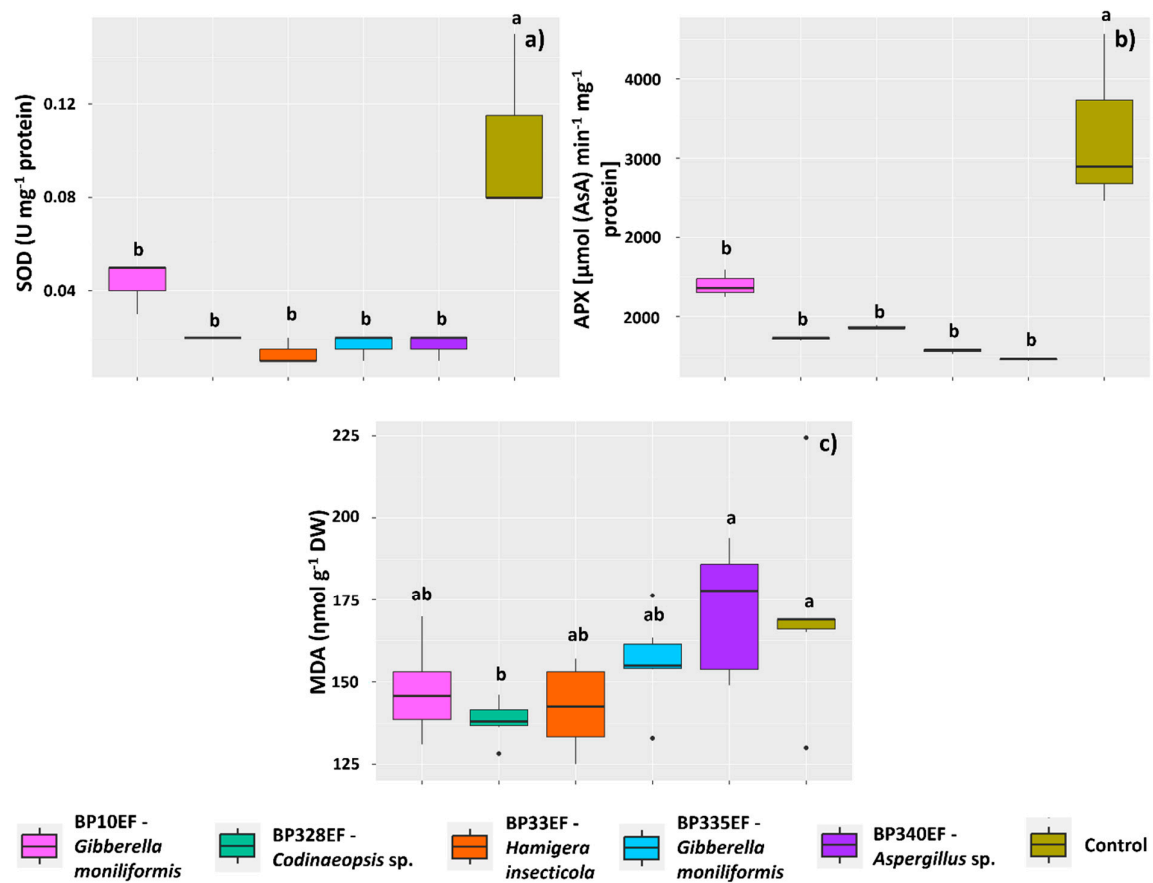 a)
SOD (U mg-1 protein)
0.12
0.08
0.04
b
b
b
b
b
a
b)
APX [μmol (AsA) min-1 mg-1
protein]
4000
3000
2000
2000
b
b
b
b
b
a
c)
MDA (ηmol g-1 DW)
225
200
175
150
125
ab
b
ab
ab
a
a
BP10EF -
Gibberella
moniliformis
BP328EF -
Codinaeopsis sp.
BP33EF -
Hamigera
insecticola
BP335EF -
Gibberella
moniliformis
BP340EF -
Aspergillus sp.
Control